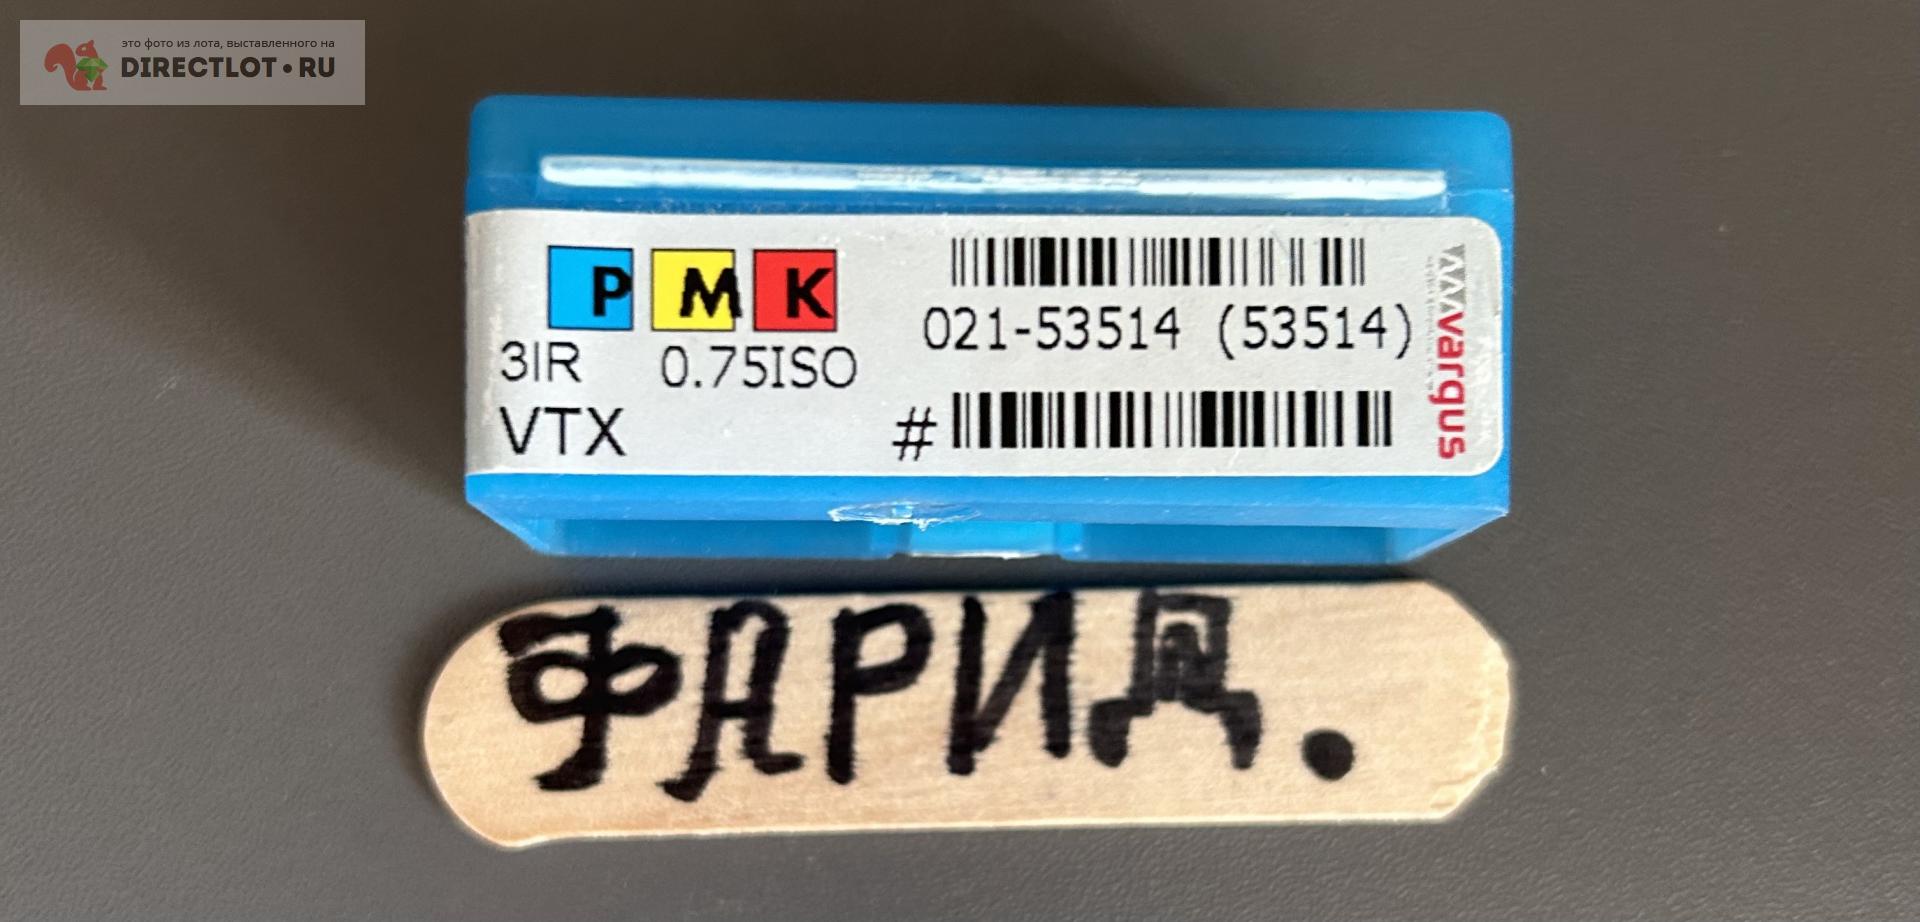 это фото из лота, выставленного на
DIRECTLOT•RU
P M K
3IR 0.75ISO
VTX
021-53514 (53514)
#
vargus
ФАРИД.